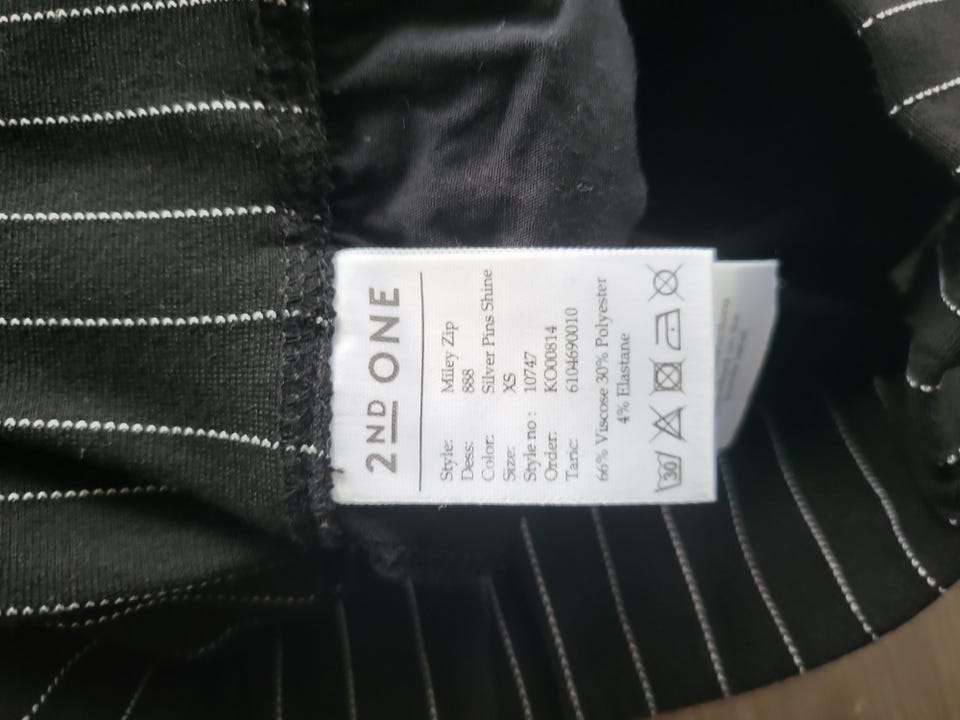 2ND ONE
Style: Miley Zip
Dess: 888
Color: Silver Pins Shine
Size: XS
Style no: 10747
Order: KO00814
Taric: 6104690010
66% Viscose 30% Polyester
4% Elastane
30